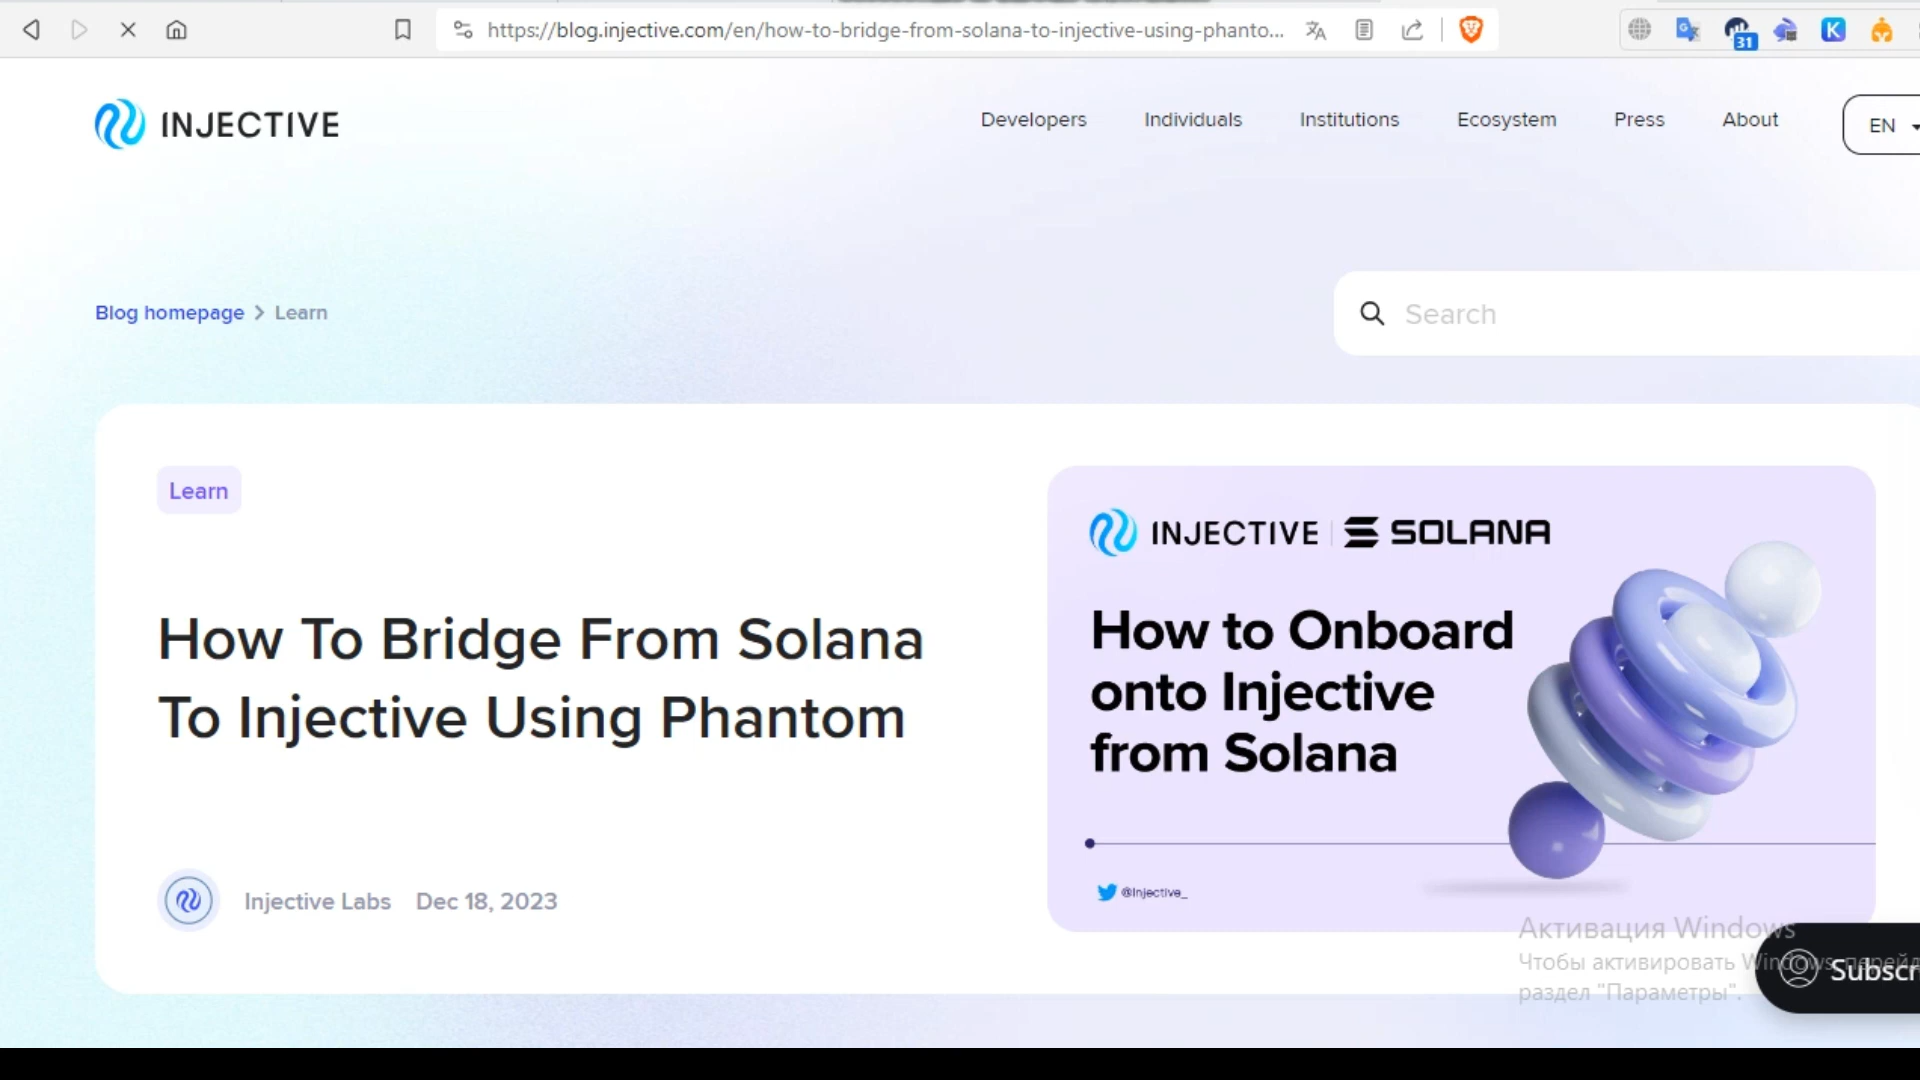 https://blog.injective.com/en/how-to-bridge-from-solana-to-injective-using-phanto...
31
K
INJECTIVE
Developers
Individuals
Institutions
Ecosystem
Press
About
EN
Blog homepage > Learn
Search
Learn
How To Bridge From Solana
To Injective Using Phantom
Injective Labs
Dec 18, 2023
INJECTIVE | SOLANA
How to Onboard
onto Injective
from Solana
@Injective_
Активация Windows
Чтобы активировать Windows, перейд
раздел "Параметры".
Subscr